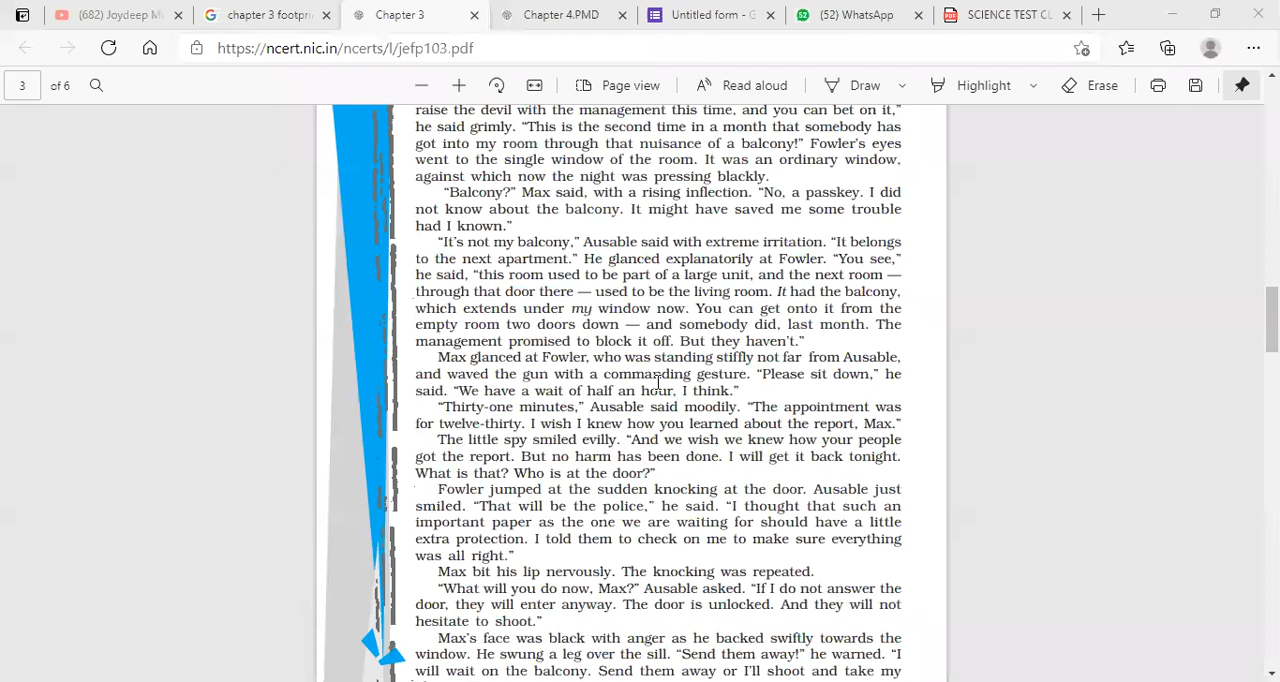 (682) Joydeep M
chapter 3 footpri
Chapter 3
Chapter 4.PMD
Untitled form - G
(52) WhatsApp
SCIENCE TEST CL
https://ncert.nic.in/ncerts/l/jefp103.pdf
3 of 6
Page view
Read aloud
Draw
Highlight
Erase
raise the devil with the management this time, and you can bet on it,”
he said grimly. “This is the second time in a month that somebody has
got into my room through that nuisance of a balcony!” Fowler’s eyes
went to the single window of the room. It was an ordinary window,
against which now the night was pressing blackly.
“Balcony?” Max said, with a rising inflection. “No, a passkey. I did
not know about the balcony. It might have saved me some trouble
had I known.”
“It’s not my balcony,” Ausable said with extreme irritation. “It belongs
to the next apartment.” He glanced explanatorily at Fowler. “You see,”
he said, “this room used to be part of a large unit, and the next room —
through that door there — used to be the living room. It had the balcony,
which extends under my window now. You can get onto it from the
empty room two doors down — and somebody did, last month. The
management promised to block it off. But they haven’t.”
Max glanced at Fowler, who was standing stiffly not far from Ausable,
and waved the gun with a commanding gesture. “Please sit down,” he
said. “We have a wait of half an hour, I think.”
“Thirty-one minutes,” Ausable said moodily. “The appointment was
for twelve-thirty. I wish I knew how you learned about the report, Max.”
The little spy smiled evilly. “And we wish we knew how your people
got the report. But no harm has been done. I will get it back tonight.
What is that? Who is at the door?”
Fowler jumped at the sudden knocking at the door. Ausable just
smiled. “That will be the police,” he said. “I thought that such an
important paper as the one we are waiting for should have a little
extra protection. I told them to check on me to make sure everything
was all right.”
Max bit his lip nervously. The knocking was repeated.
“What will you do now, Max?” Ausable asked. “If I do not answer the
door, they will enter anyway. The door is unlocked. And they will not
hesitate to shoot.”
Max’s face was black with anger as he backed swiftly towards the
window. He swung a leg over the sill. “Send them away!” he warned. “I
will wait on the balcony. Send them away or I’ll shoot and take my